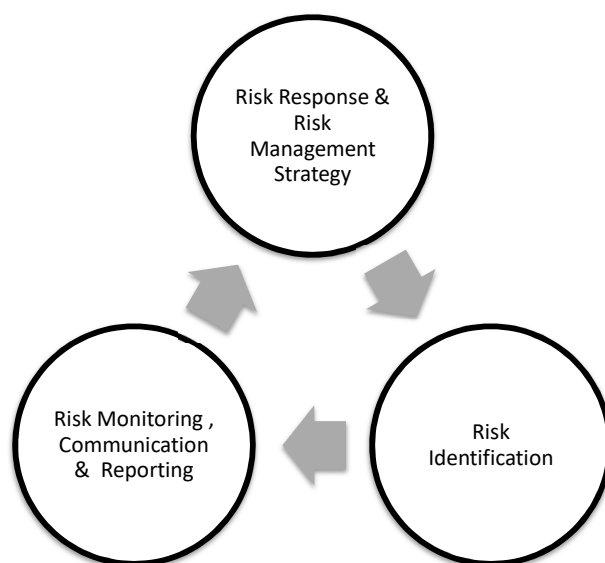 Risk Response &
Risk
Management
Strategy
Risk Monitoring ,
Communication
& Reporting
Risk
Identification